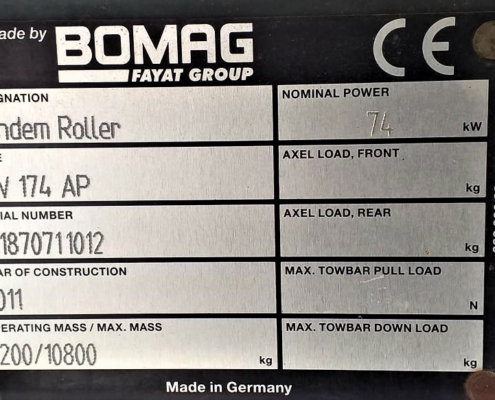 ade by BOMAG
FAYAT GROUP
CE
GNATION
ndem Roller
NOMINAL POWER
74 kW
E
W 174 AP
AXEL LOAD, FRONT
kg
IAL NUMBER
1870711012
AXEL LOAD, REAR
kg
AR OF CONSTRUCTION
011
MAX. TOWBAR PULL LOAD
N
ERATING MASS / MAX. MASS
200/10800 kg
MAX. TOWBAR DOWN LOAD
kg
Made in Germany